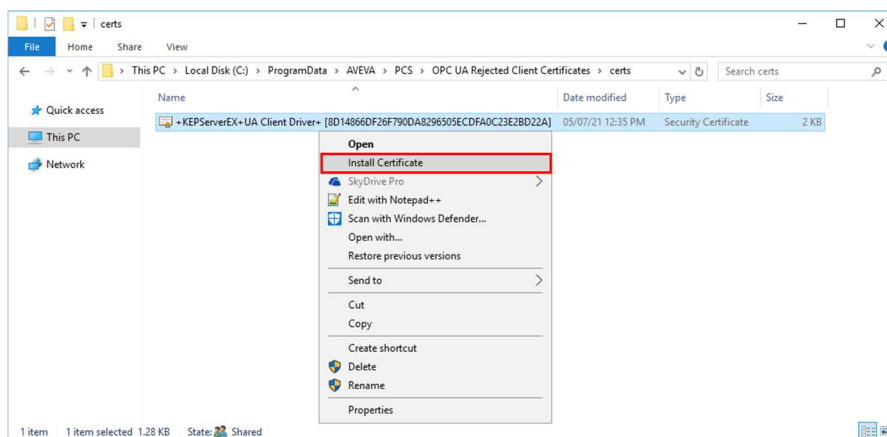 certs
File Home Share View
This PC > Local Disk (C:) > ProgramData > AVEVA > PCS > OPC UA Rejected Client Certificates > certs
Search certs
Name Date modified Type Size
Quick access
This PC
Network
+KEPServerEX+UA Client Driver+ [8D14866DF26F790DA8296505ECDFA0C23E2BD22A] 05/07/21 12:35 PM Security Certificate 2 KB
Open
Install Certificate
SkyDrive Pro
Edit with Notepad++
Scan with Windows Defender...
Open with...
Restore previous versions
Send to
Cut
Copy
Create shortcut
Delete
Rename
Properties
1 item 1 item selected 1.28 KB State: Shared